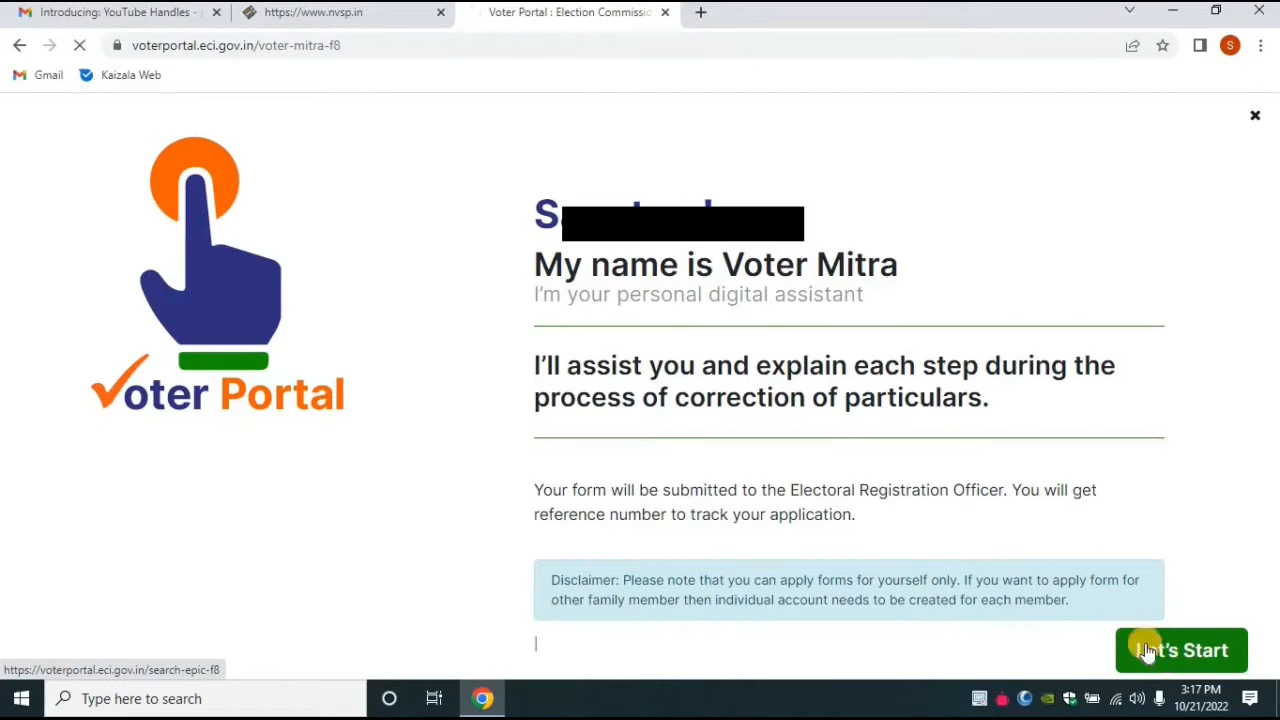 Introducing: YouTube Handles -
https://www.nvsp.in
Voter Portal : Election Commissio
voterportal.eci.gov.in/voter-mitra-f8
S
Gmail
Kaizala Web
My name is Voter Mitra
I'm your personal digital assistant
I'll assist you and explain each step during the
process of correction of particulars.
Voter Portal
Your form will be submitted to the Electoral Registration Officer. You will get
reference number to track your application.
Disclaimer: Please note that you can apply forms for yourself only. If you want to apply form for
other family member then individual account needs to be created for each member.
Let's Start
https://voterportal.eci.gov.in/search-epic-f8
Type here to search
3:17 PM
10/21/2022